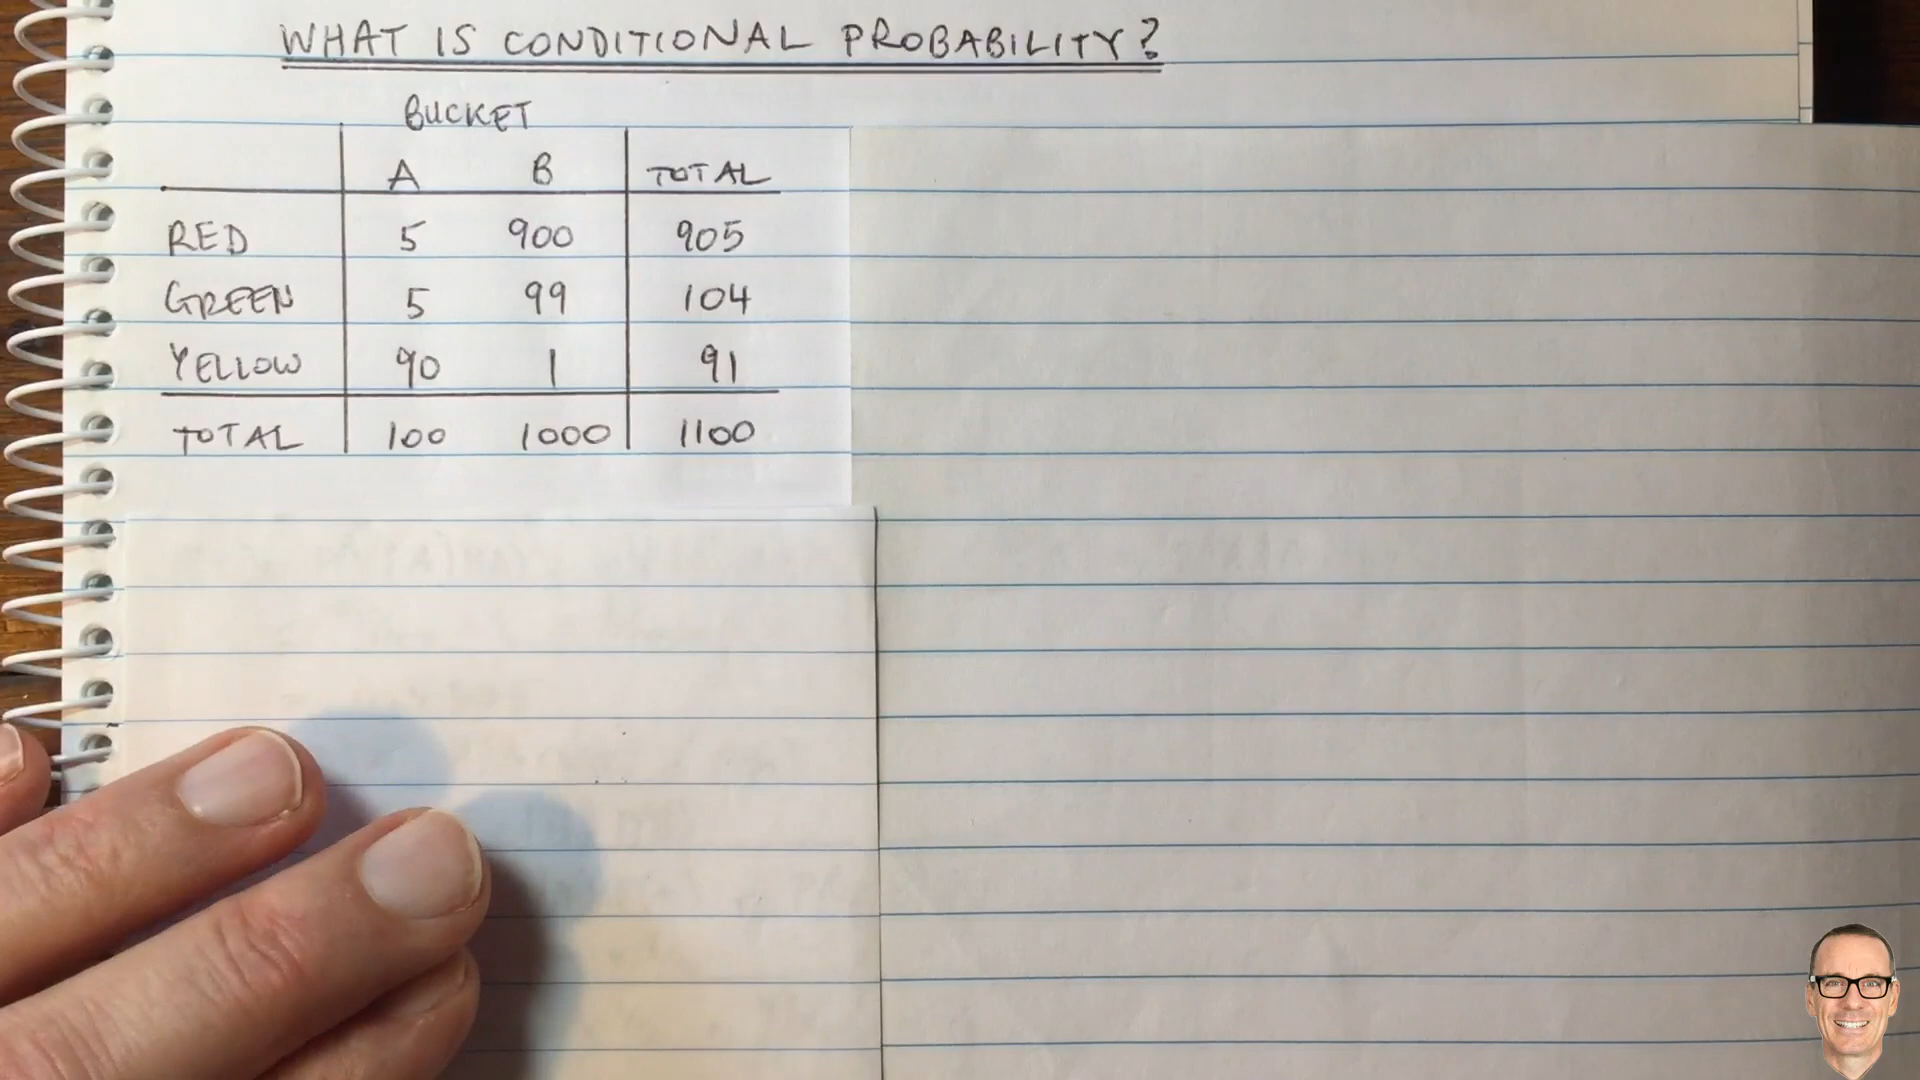 WHAT IS CONDITIONAL PROBABILITY?
BUCKET
A B TOTAL
RED 5 900 905
GREEN 5 99 104
YELLOW 90 1 91
TOTAL 100 1000 1100